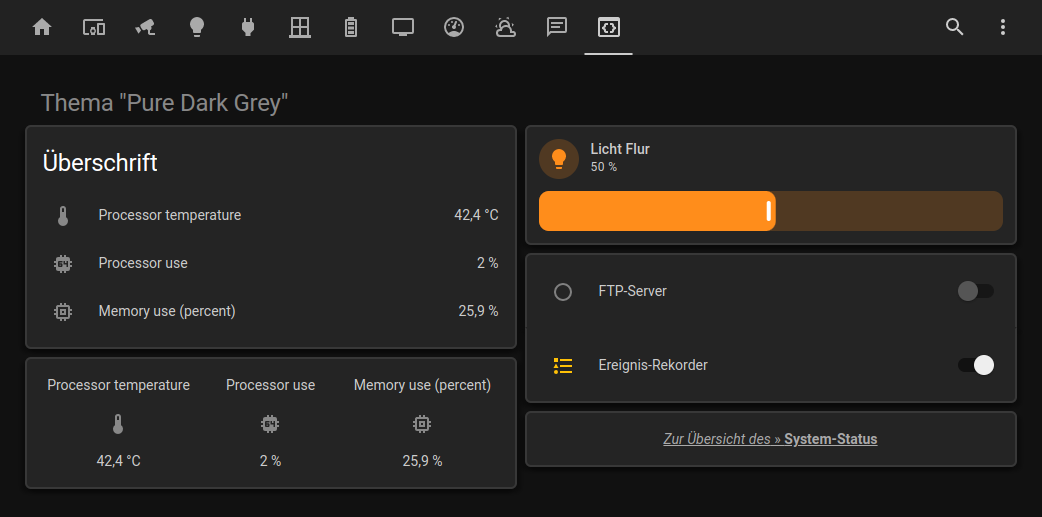 Thema "Pure Dark Grey"
Überschrift
Processor temperature 42,4 °C
Processor use 2 %
Memory use (percent) 25,9 %
Processor temperature Processor use Memory use (percent)
64
42,4 °C 2 % 25,9 %
Licht Flur
50 %
FTP-Server
Ereignis-Rekorder
Zur Übersicht des » System-Status